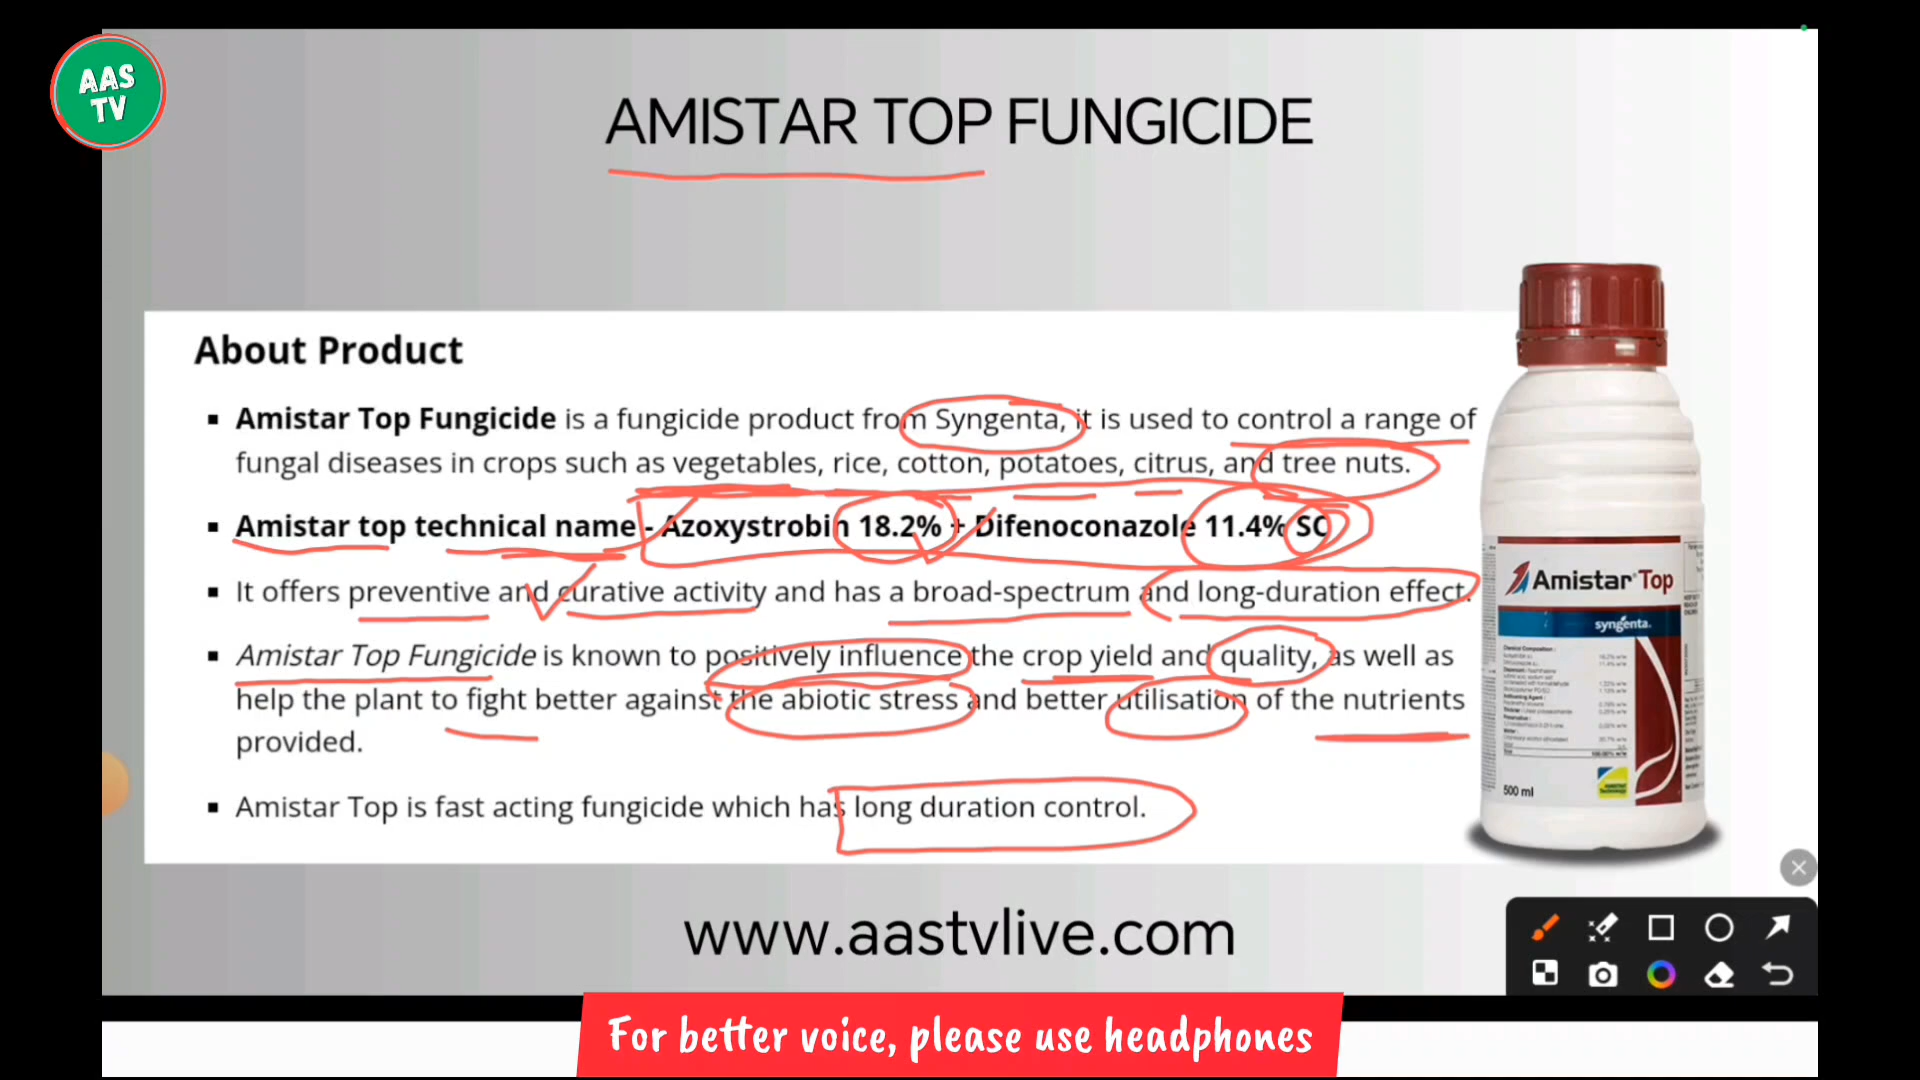 AAS
TV
AMISTAR TOP FUNGICIDE
About Product
▪ Amistar Top Fungicide is a fungicide product from Syngenta, it is used to control a range of
fungal diseases in crops such as vegetables, rice, cotton, potatoes, citrus, and tree nuts.
▪ Amistar top technical name - Azoxystrobin 18.2% + Difenoconazole 11.4% SC
▪ It offers preventive and curative activity and has a broad-spectrum and long-duration effect.
▪ Amistar Top Fungicide is known to positively influence the crop yield and quality, as well as
help the plant to fight better against the abiotic stress and better utilisation of the nutrients
provided.
▪ Amistar Top is fast acting fungicide which has long duration control.
Amistar® Top
syngenta.
Chemical Composition:
500 ml
www.aastvlive.com
For better voice, please use headphones